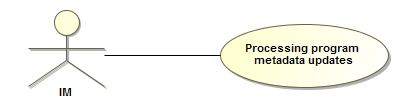 Processing program
metadata updates
IM